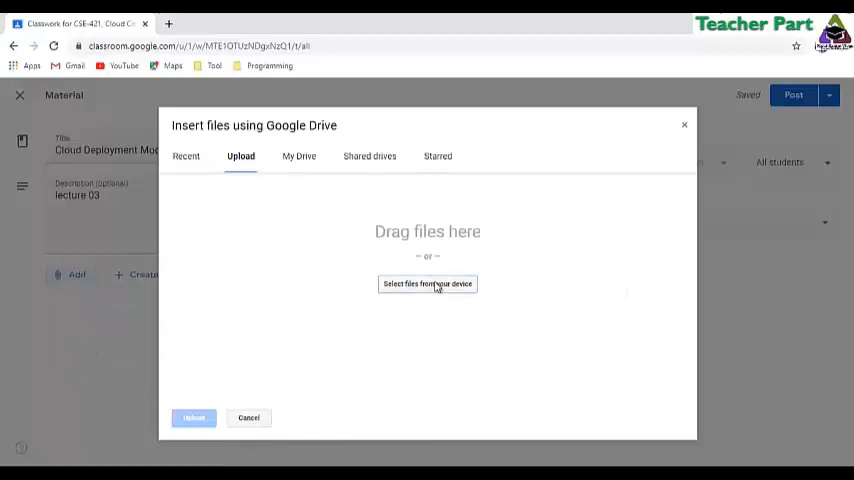 Teacher Part
Classwork for CSE-421, Cloud Co
classroom.google.com/u/1/w/MTE1OTUzNDgxNzQ1/t/all
Apps Gmail YouTube Maps Tool Programming
Material
Saved Post
Title
Cloud Deployment Mod
All students
Description (optional)
lecture 03
Add Create
Insert files using Google Drive
Recent Upload My Drive Shared drives Starred
Drag files here
– or –
Select files from your device
Upload Cancel